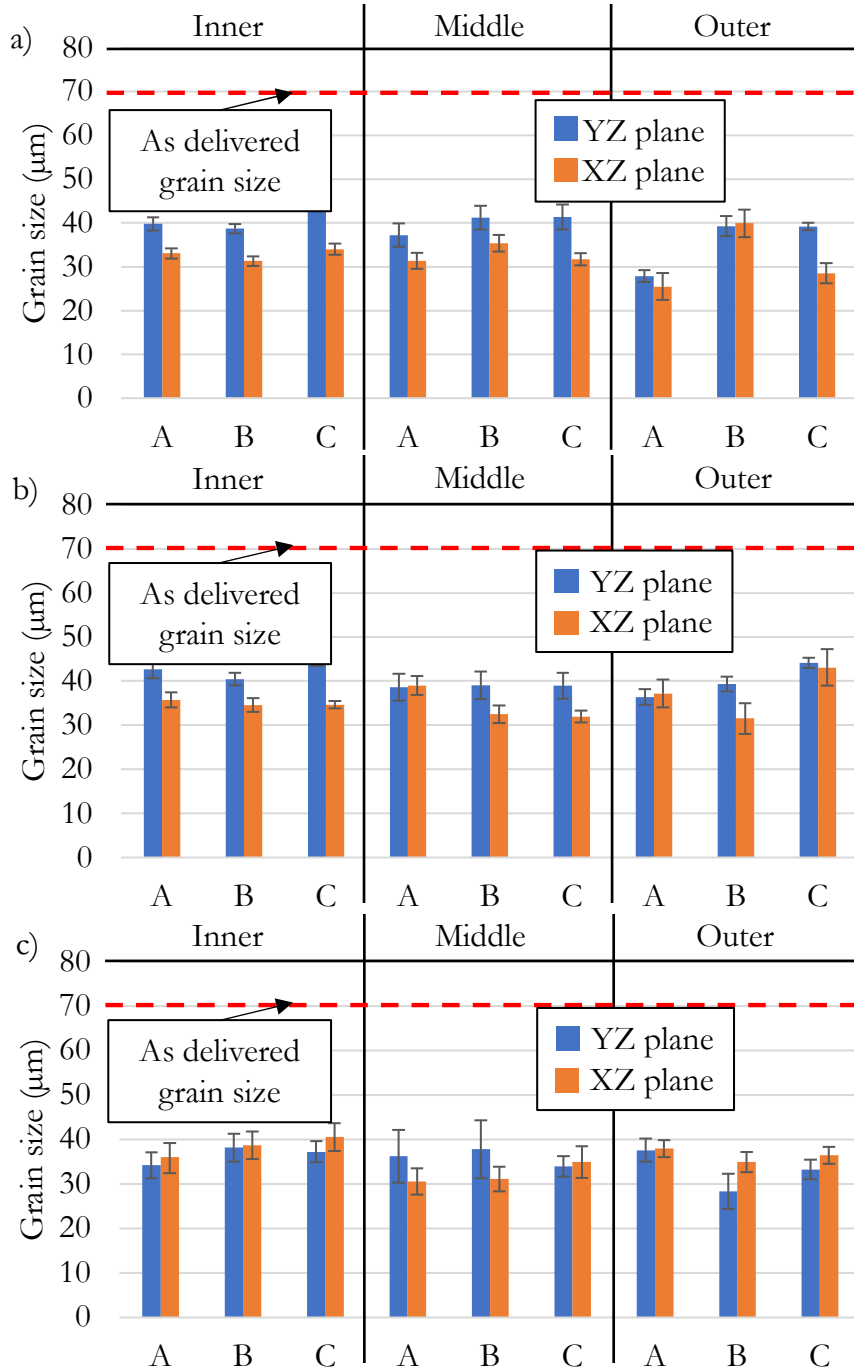 a)
Inner Middle Outer
80
70
60
50
40
30
20
10
0
Grain size (μm)
As delivered
grain size
YZ plane
XZ plane
A B C A B C A B C
b)
Inner Middle Outer
80
70
60
50
40
30
20
10
0
Grain size (μm)
As delivered
grain size
YZ plane
XZ plane
A B C A B C A B C
c)
Inner Middle Outer
80
70
60
50
40
30
20
10
0
Grain size (μm)
As delivered
grain size
YZ plane
XZ plane
A B C A B C A B C